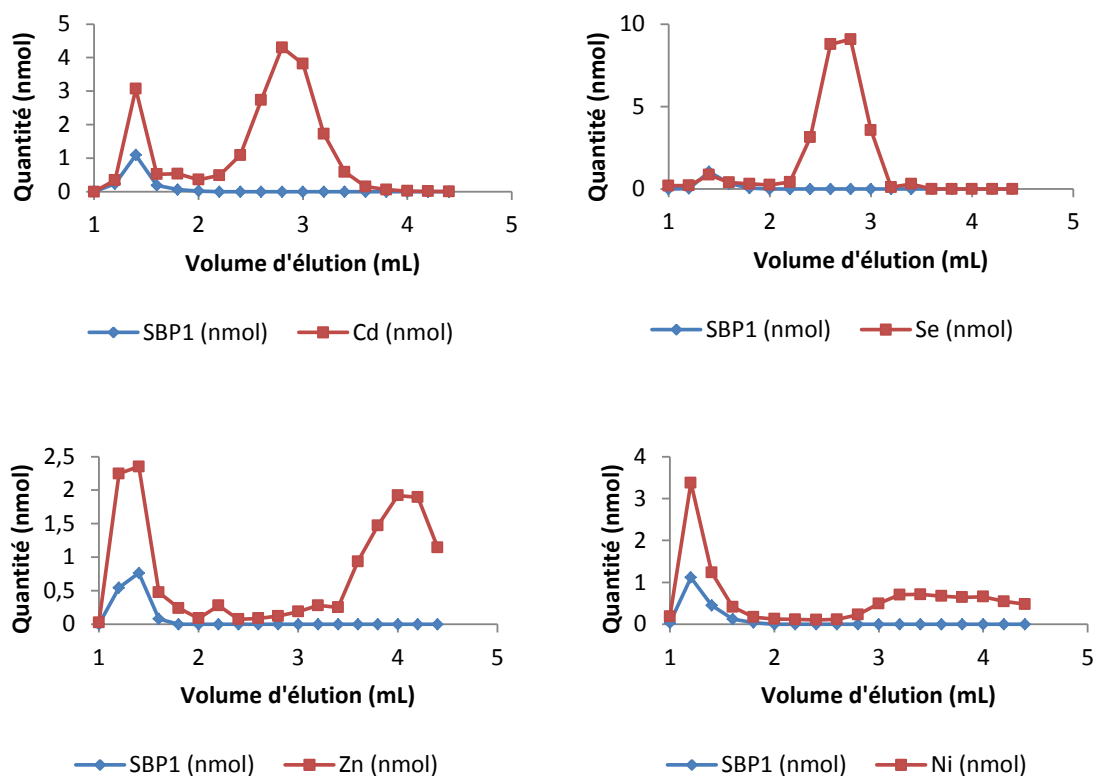 Quantité (nmol)
5
4
3
2
1
0
1 2 3 4 5
Volume d'élution (mL)
SBP1 (nmol) Cd (nmol)
Quantité (nmol)
10
5
0
1 2 3 4 5
Volume d'élution (mL)
SBP1 (nmol) Se (nmol)
Quantité (nmol)
2,5
2
1,5
1
0,5
0
1 2 3 4 5
Volume d'élution (mL)
SBP1 (nmol) Zn (nmol)
Quantité (nmol)
4
3
2
1
0
1 2 3 4 5
Volume d'élution (mL)
SBP1 (nmol) Ni (nmol)